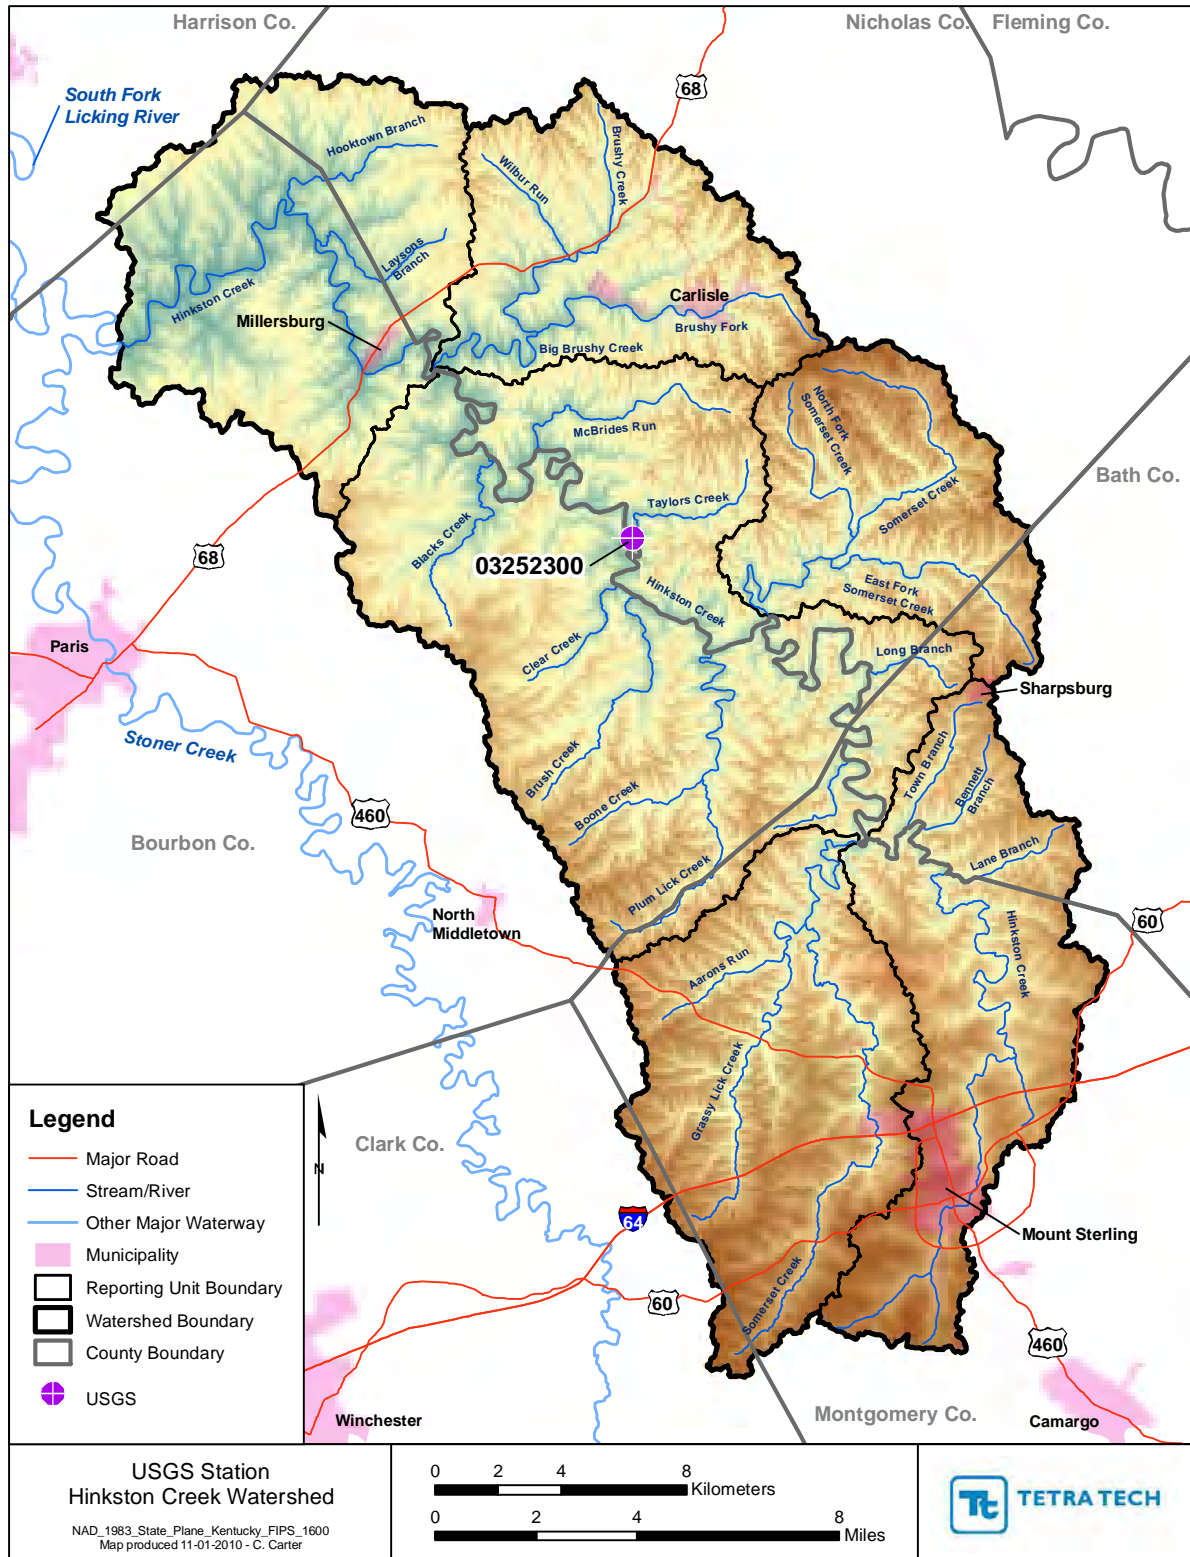 Harrison Co.
Nicholas Co.
Fleming Co.
South Fork
Licking River
68
Hooktown Branch
Wilbur Run
Brushy Creek
Laysons
Branch
Hinkston Creek
Millersburg
Carlisle
Brushy Fork
Big Brushy Creek
McBrides Run
North Fork
Somerset Creek
Bath Co.
Taylors Creek
Somerset Creek
Blacks Creek
68
03252300
Hinkston Creek
East Fork
Somerset Creek
Paris
Clear Creek
Long Branch
Sharpsburg
Stoner Creek
Town Branch
Bennett
Branch
Brush Creek
Boone Creek
460
Bourbon Co.
Lane Branch
Plum Lick Creek
North
Middletown
60
Hinkston Creek
Aarons Run
Grassy Lick Creek
Clark Co.
64
Mount Sterling
60
Somerset Creek
460
Montgomery Co.
Camargo
Winchester
N
Legend
Major Road
Stream/River
Other Major Waterway
Municipality
Reporting Unit Boundary
Watershed Boundary
County Boundary
USGS
USGS Station
Hinkston Creek Watershed
NAD_1983_State_Plane_Kentucky_FIPS_1600
Map produced 11-01-2010 - C. Carter
0 2 4 8
Kilometers
0 2 4 8
Miles
Tt
TETRA TECH